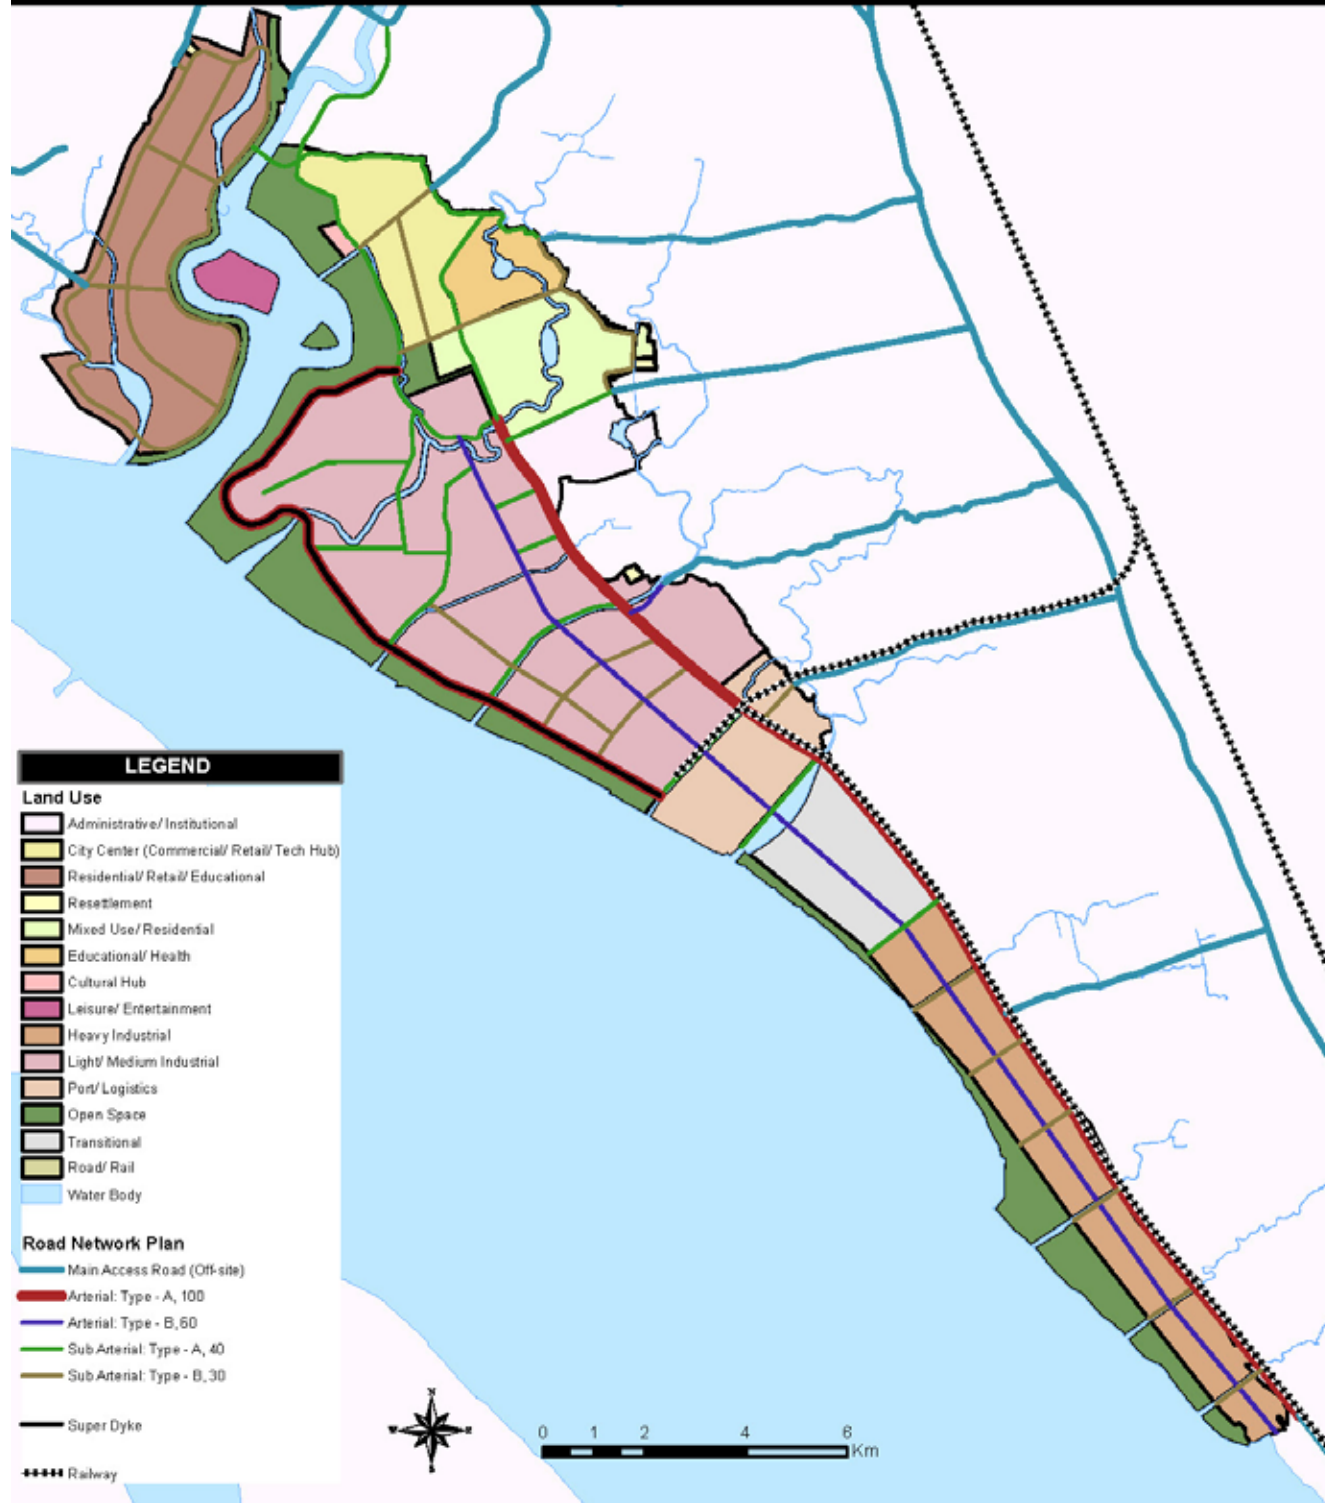 LEGEND
Land Use
Administrative/ Institutional
City Center (Commercial/ Retail/ Tech Hub)
Residential/ Retail/ Educational
Resettlement
Mixed Use/ Residential
Educational/ Health
Cultural Hub
Leisure/ Entertainment
Heavy Industrial
Light/ Medium Industrial
Port/ Logistics
Open Space
Transitional
Road/ Rail
Water Body
Road Network Plan
Main Access Road (Off-site)
Arterial: Type - A, 100
Arterial: Type - B,60
Sub Arterial: Type - A, 40
Sub Arterial: Type - B, 30
Super Dyke
Railway
N
W E
S
0 1 2 4 6
Km